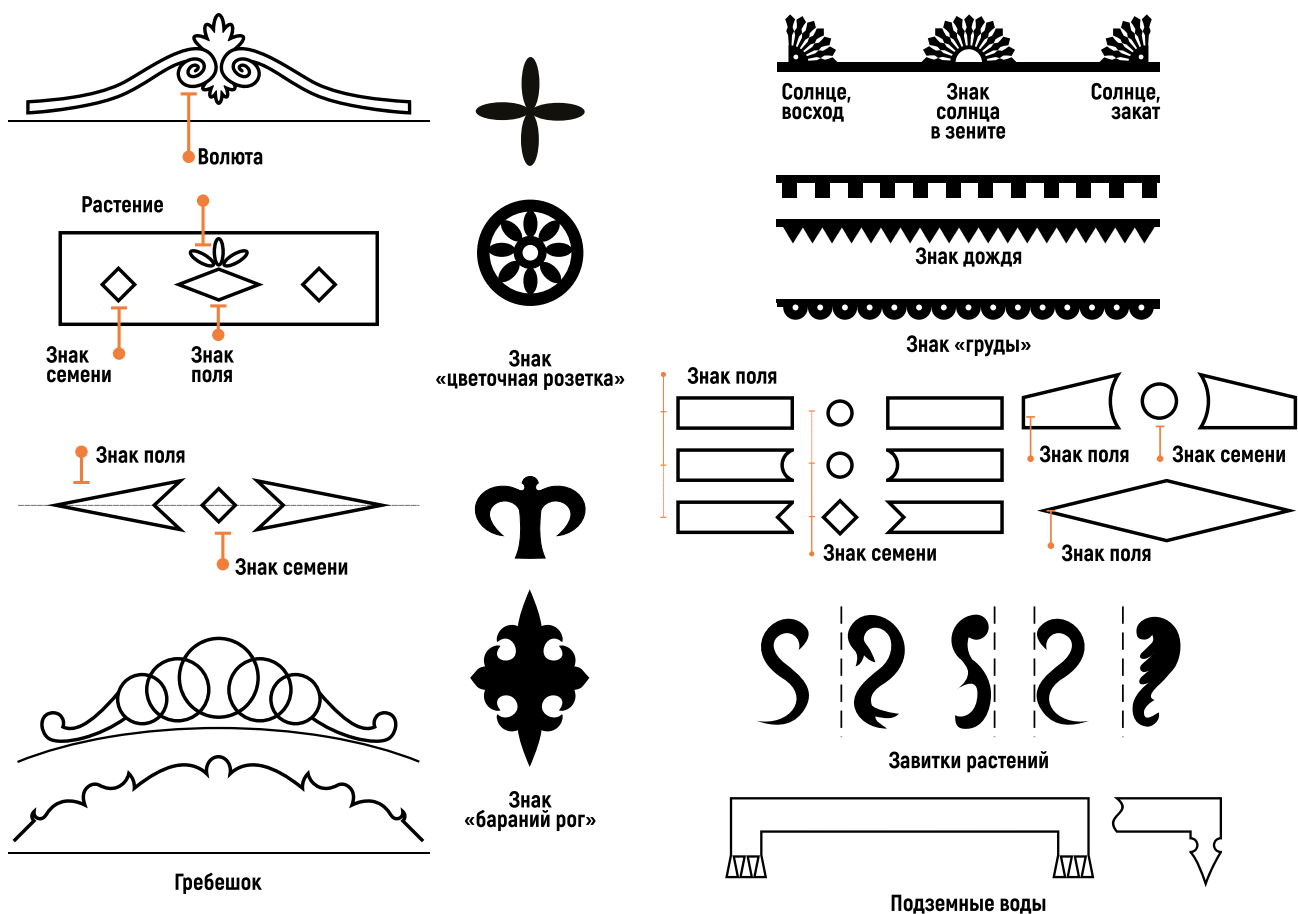 Волюта
Растение
Знак
семени
Знак
поля
Знак поля
Знак семени
Гребешок
Знак
«цветочная розетка»
Знак
«бараний рог»
Солнце,
восход
Знак
солнца
в зените
Солнце,
закат
Знак дождя
Знак «груды»
Знак поля
Знак семени
Знак поля
Знак семени
Знак поля
Завитки растений
Подземные воды